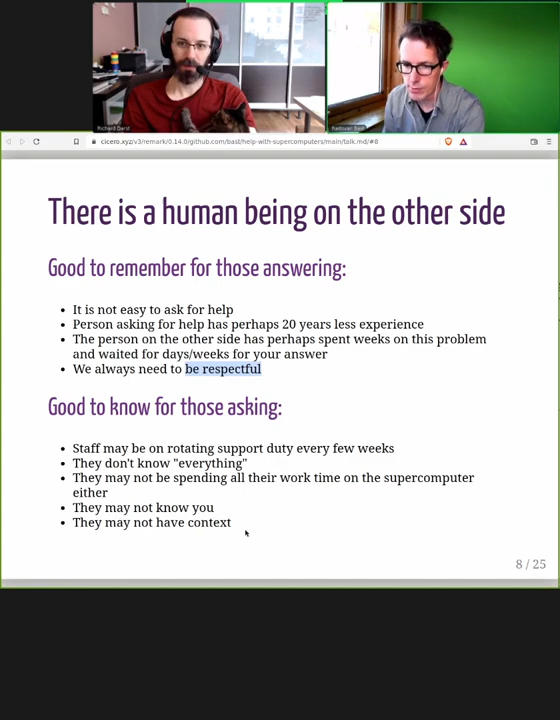 Richard Darst
Radovan Bast
cicero.xyz/v3/remark/0.14.0/github.com/bast/help-with-supercomputers/main/talk.md/#8
There is a human being on the other side
Good to remember for those answering:
• It is not easy to ask for help
• Person asking for help has perhaps 20 years less experience
• The person on the other side has perhaps spent weeks on this problem
and waited for days/weeks for your answer
• We always need to be respectful
Good to know for those asking:
• Staff may be on rotating support duty every few weeks
• They don't know "everything"
• They may not be spending all their work time on the supercomputer
either
• They may not know you
• They may not have context
8 / 25